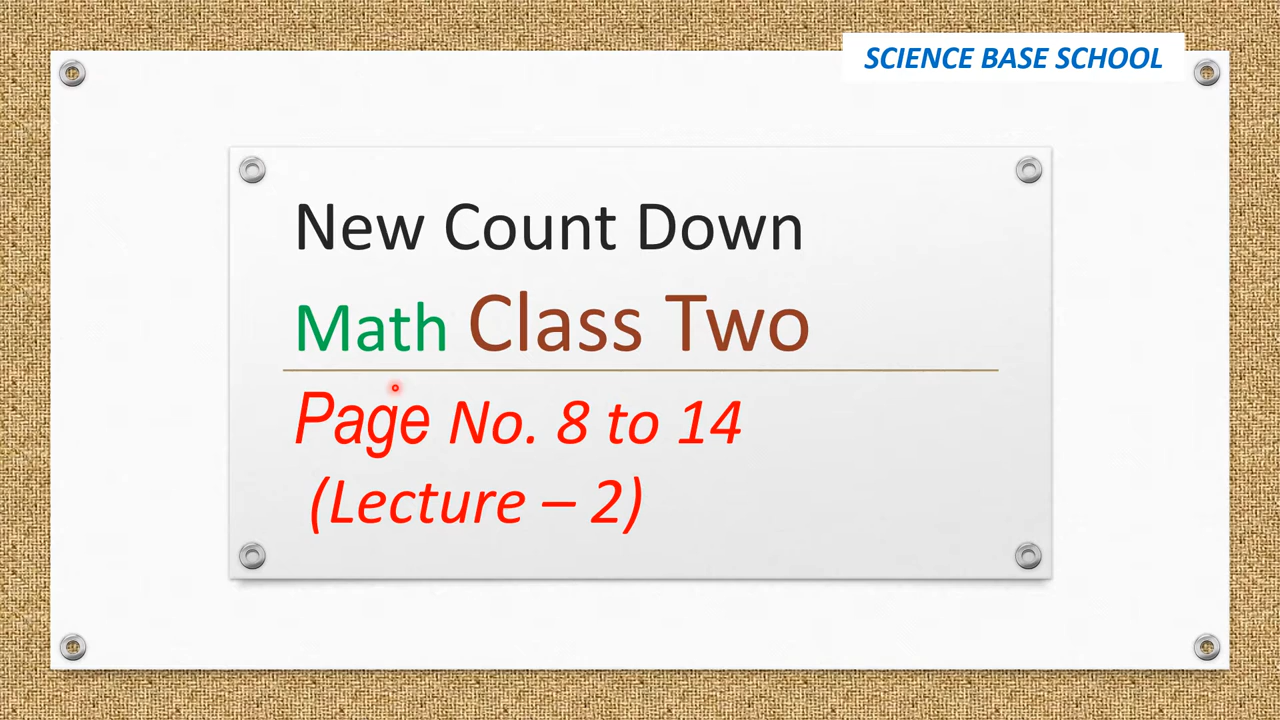 SCIENCE BASE SCHOOL
New Count Down
Math Class Two
Page No. 8 to 14
(Lecture – 2)